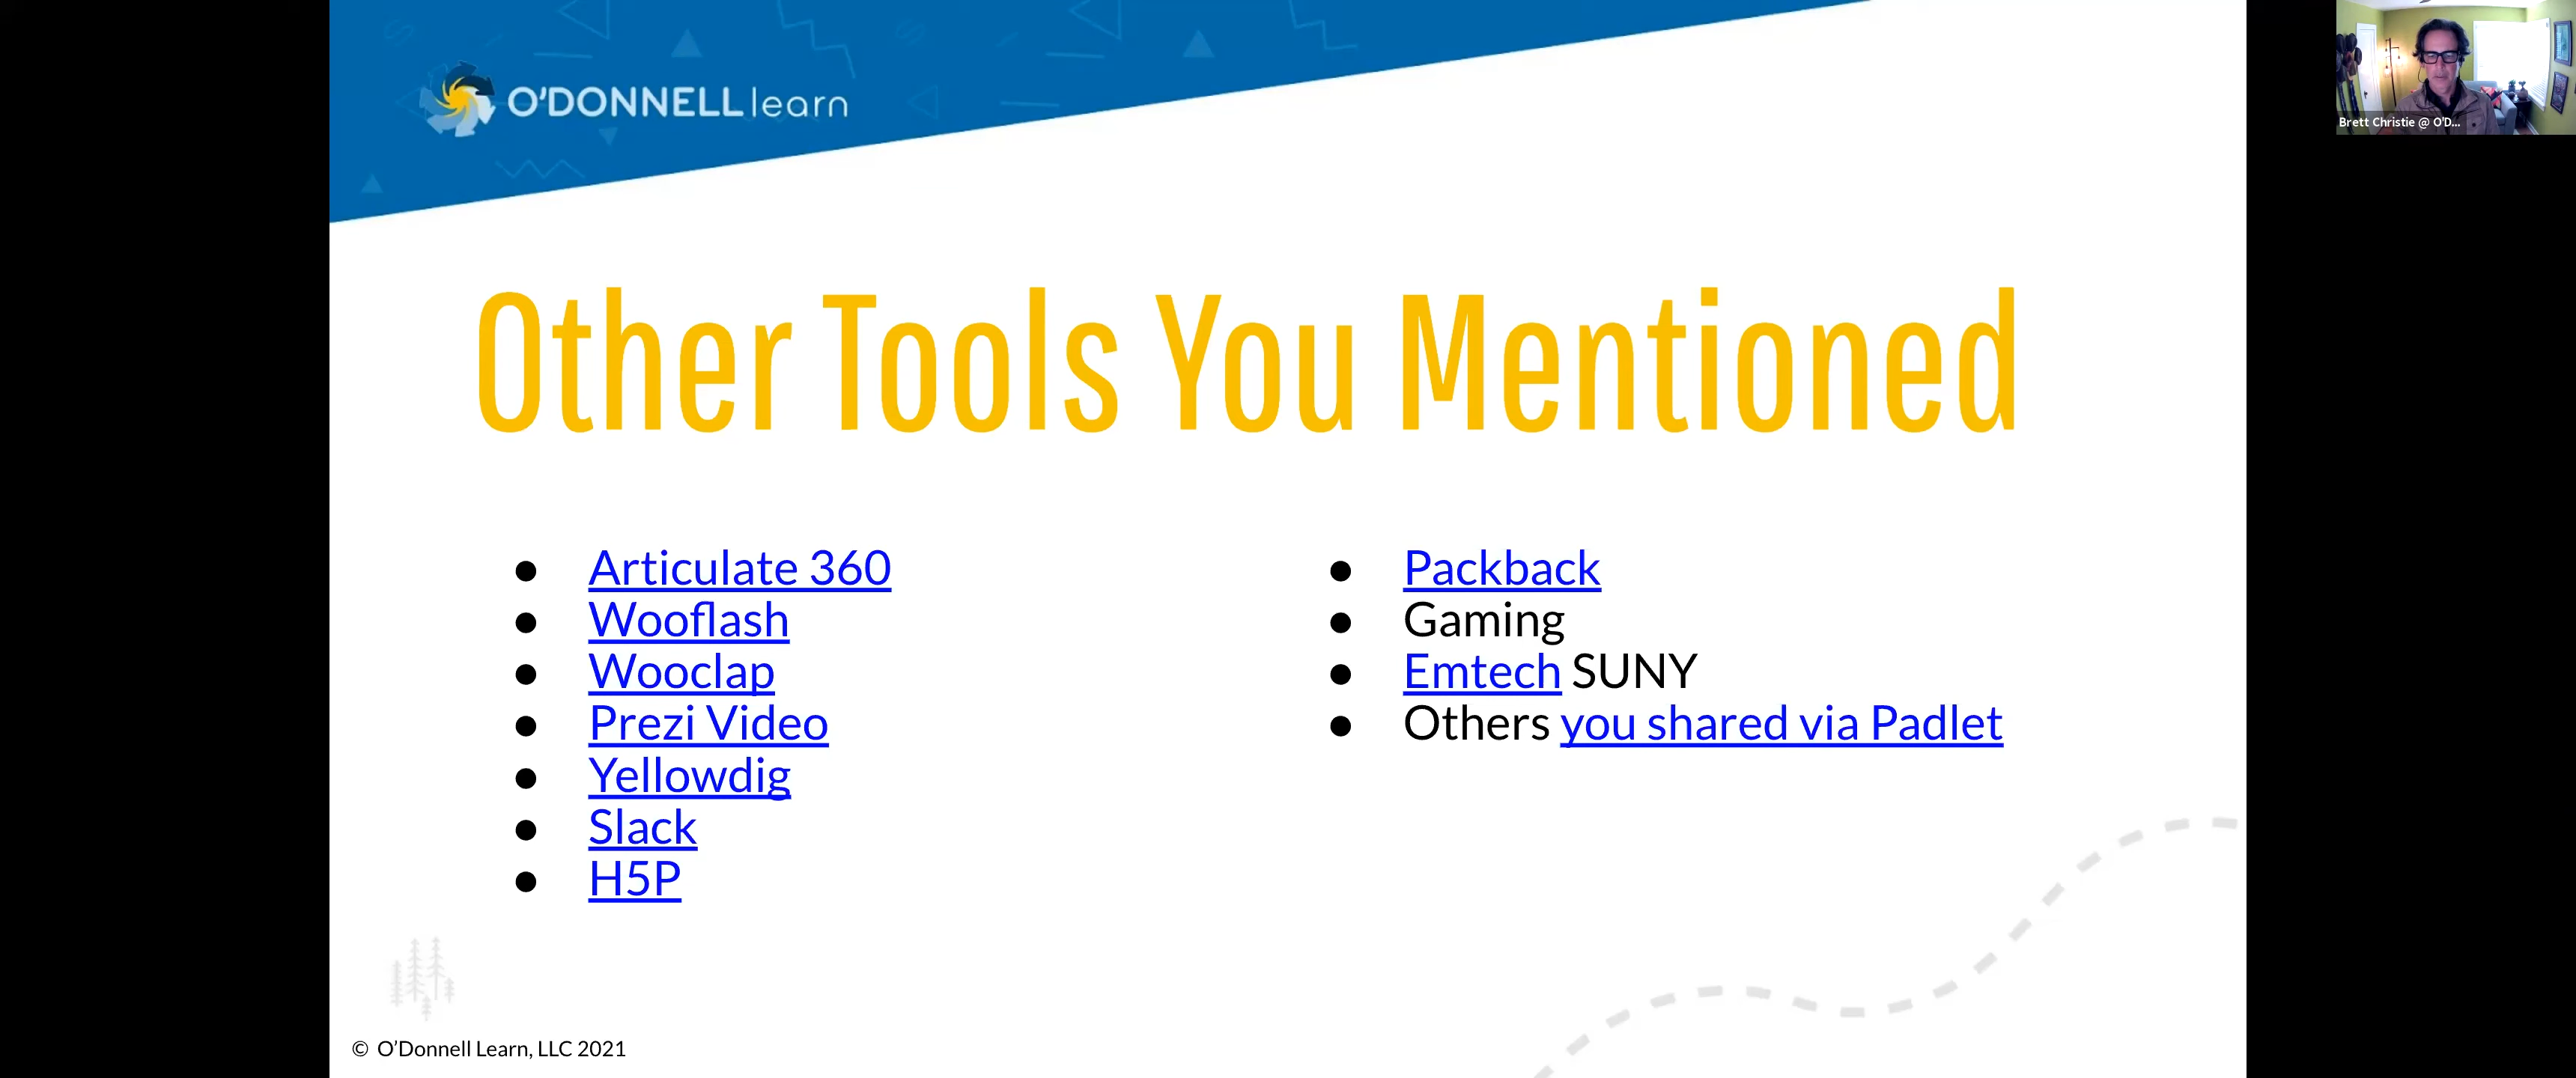 O'DONNELL learn
Brett Christie @ O'D...
Other Tools You Mentioned
● Articulate 360
● Wooflash
● Wooclap
● Prezi Video
● Yellowdig
● Slack
● H5P
● Packback
● Gaming
● Emtech SUNY
● Others you shared via Padlet
© O'Donnell Learn, LLC 2021